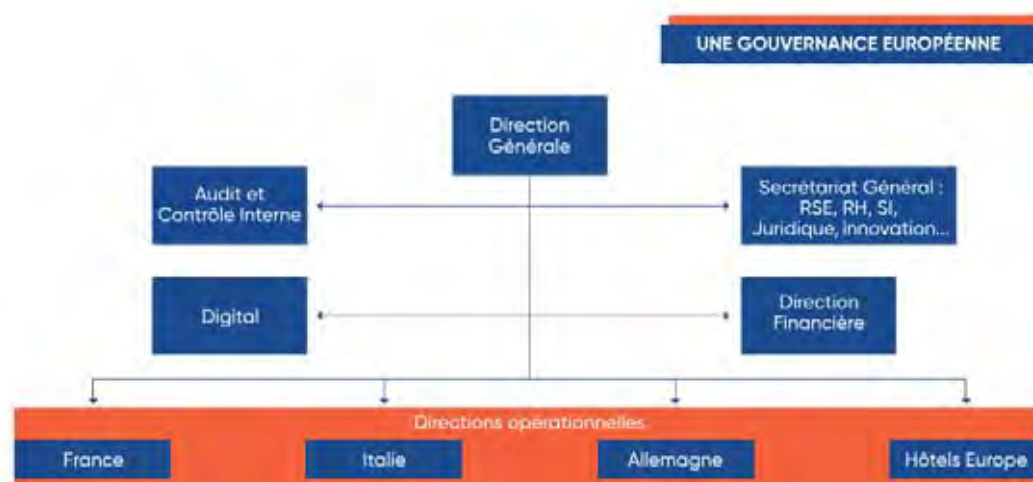 UNE GOUVERNANCE EUROPÉENNE
Direction
Générale
Audit et
Contrôle Interne
Secrétariat Général :
RSE, RH, SI,
Juridique, innovation...
Digital
Direction
Financière
Directions opérationnelles
France
Italie
Allemagne
Hôtels Europe